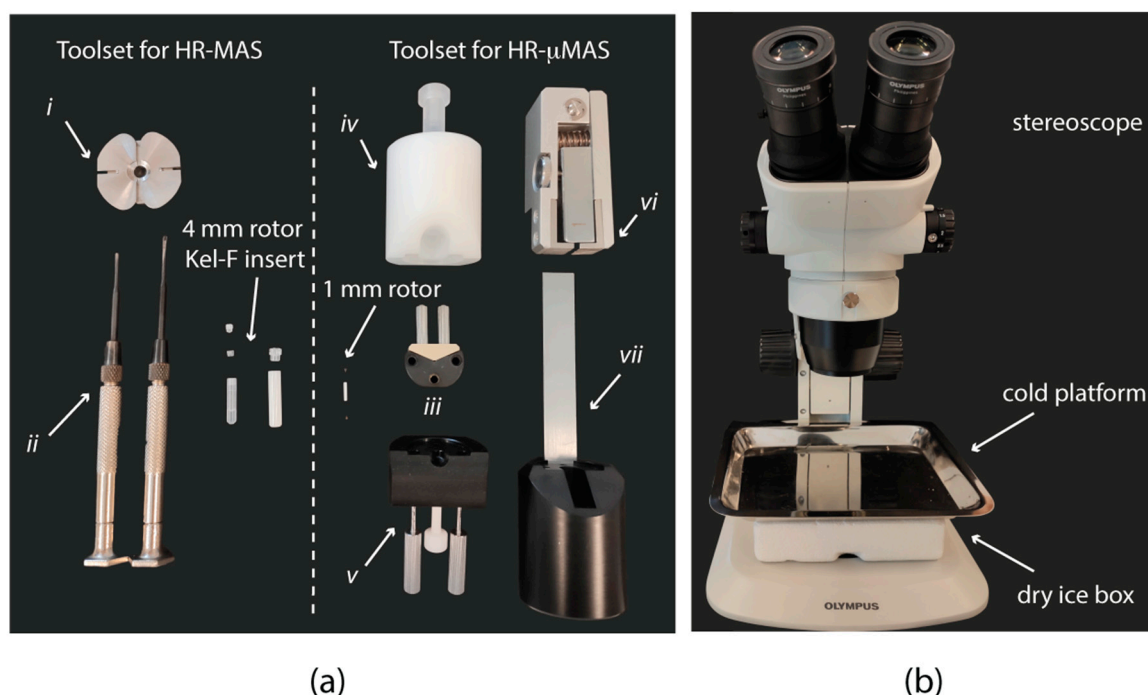 Toolset for HR-MAS
Toolset for HR-μMAS
i
iv
vi
4 mm rotor
Kel-F insert
1 mm rotor
ii
iii
vii
v
(a)
OLYMPUS
OLYMPUS
stereoscope
cold platform
dry ice box
OLYMPUS
(b)